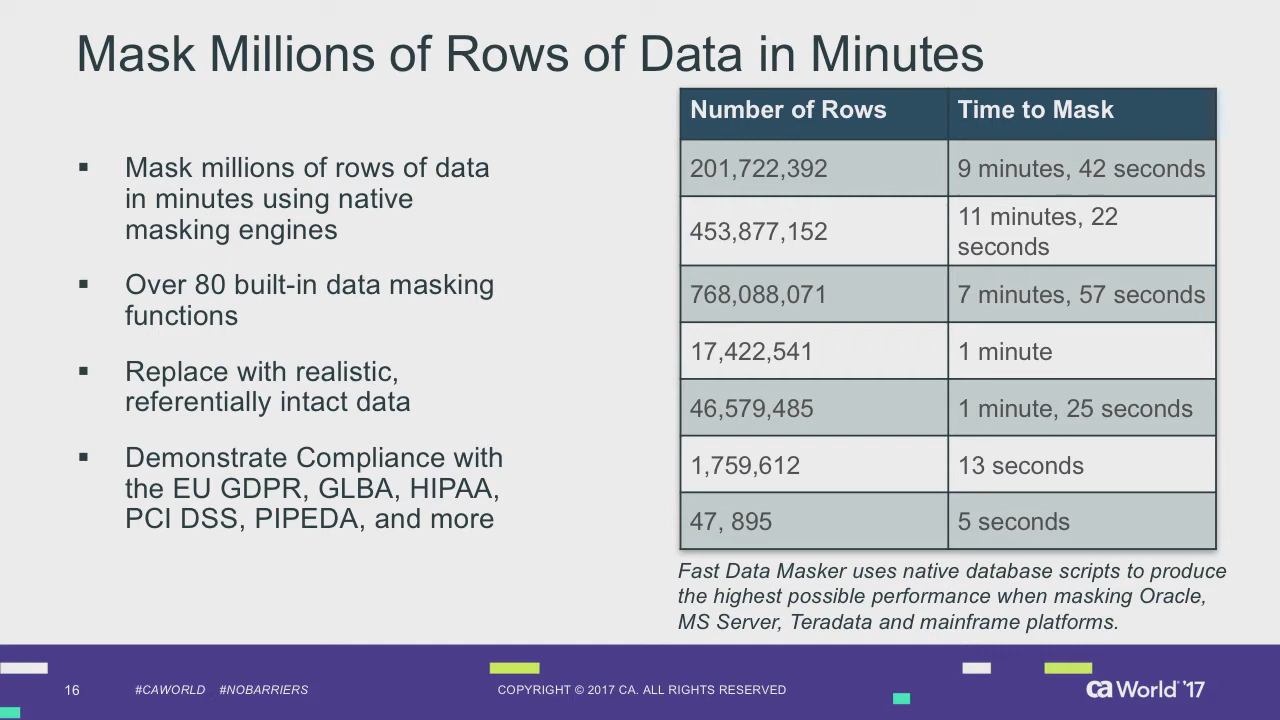 Mask Millions of Rows of Data in Minutes
▪ Mask millions of rows of data
in minutes using native
masking engines
▪ Over 80 built-in data masking
functions
▪ Replace with realistic,
referentially intact data
▪ Demonstrate Compliance with
the EU GDPR, GLBA, HIPAA,
PCI DSS, PIPEDA, and more
Number of Rows Time to Mask
201,722,392 9 minutes, 42 seconds
453,877,152 11 minutes, 22
seconds
768,088,071 7 minutes, 57 seconds
17,422,541 1 minute
46,579,485 1 minute, 25 seconds
1,759,612 13 seconds
47, 895 5 seconds
Fast Data Masker uses native database scripts to produce
the highest possible performance when masking Oracle,
MS Server, Teradata and mainframe platforms.
16 #CAWORLD #NOBARRIERS COPYRIGHT © 2017 CA. ALL RIGHTS RESERVED ca World '17